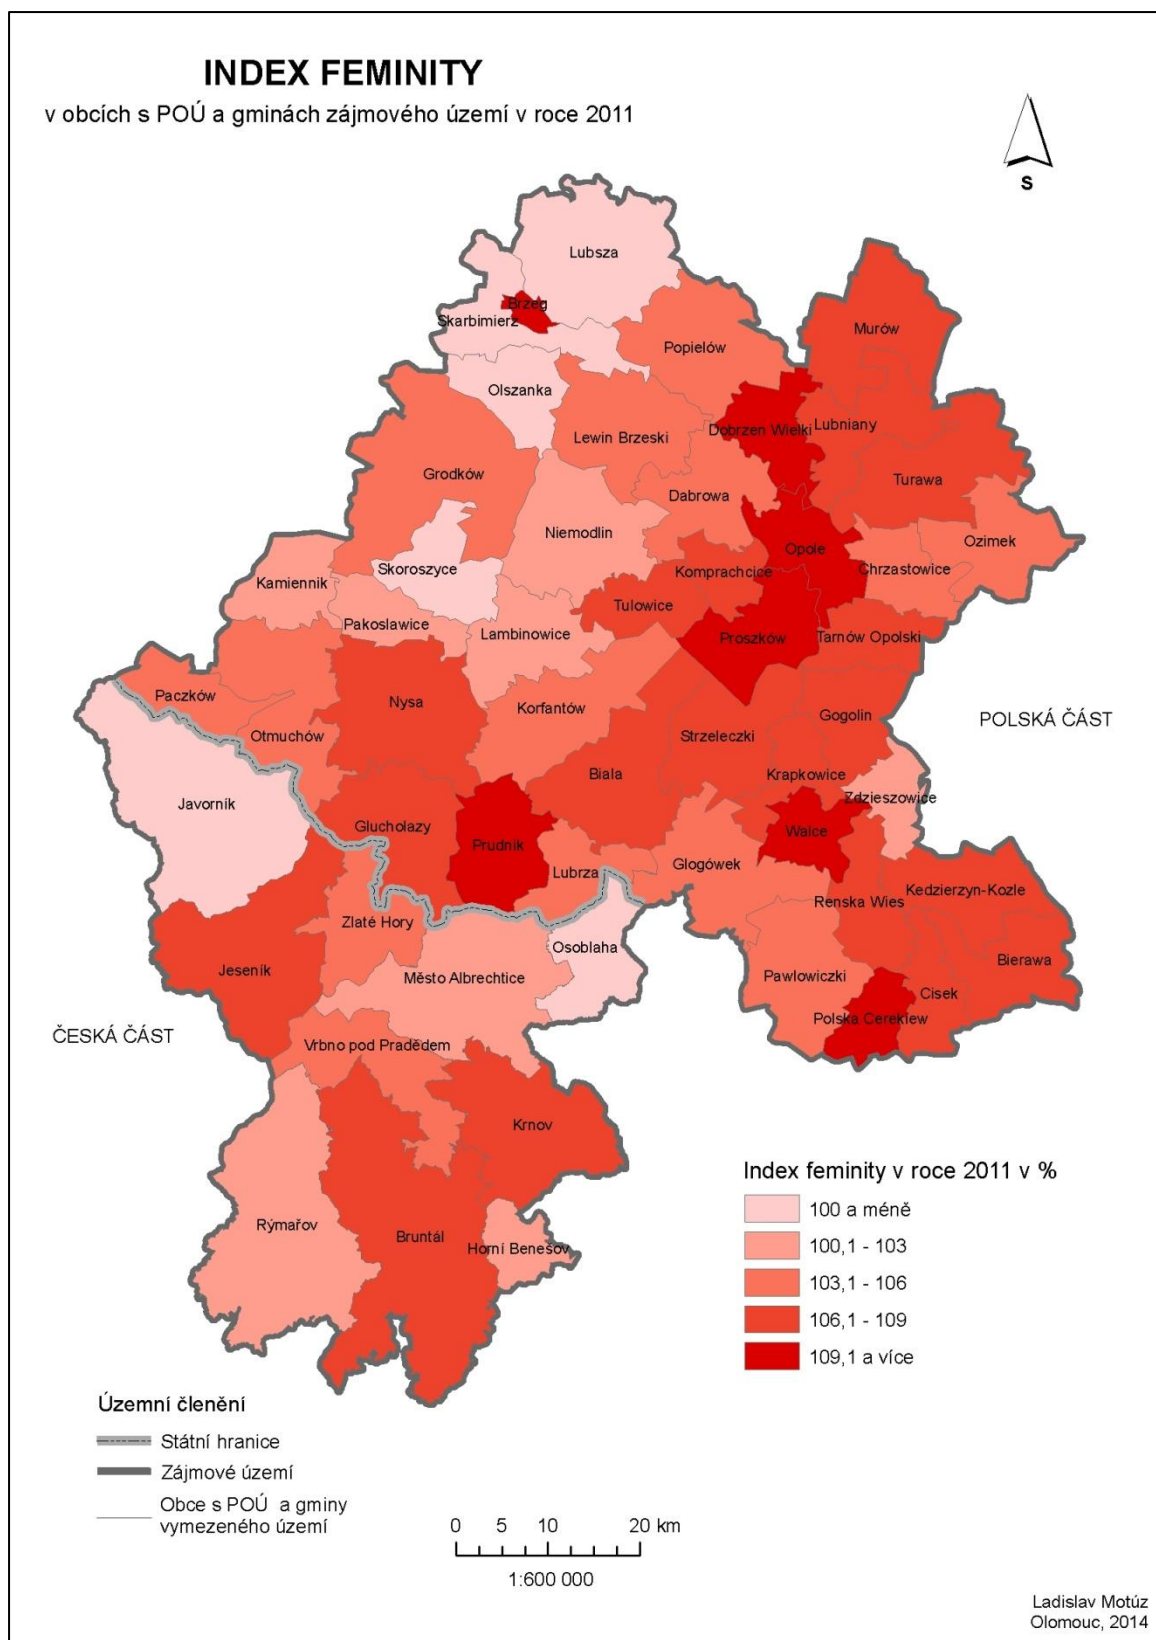 INDEX FEMINITY
v obcích s POÚ a gminách zájmového území v roce 2011
S
Lubsza
Brzeg
Skarbimierz
Murów
Popielów
Olszanka
Dobrzen Wielki
Lubniany
Lewin Brzeski
Grodków
Turawa
Dabrowa
Niemodlin
Ozimek
Opole
Skoroszyce
Chrzastowice
Komprachcice
Kamiennik
Tulowice
Pakoslawice
Lambinowice
Proszków
Tarnów Opolski
Paczków
Nysa
Korfantów
Gogolin
POLSKÁ ČÁST
Otmuchów
Strzeleczki
Biala
Krapkowice
Javorník
Zdzieszowice
Glucholazy
Walce
Prudnik
Lubrza
Glogówek
Kedzierzyn-Kozle
Renska Wies
Zlaté Hory
Osoblaha
Bierawa
Jeseník
Město Albrechtice
Pawlowiczki
Cisek
Polska Cerekiew
ČESKÁ ČÁST
Vrbno pod Pradědem
Krnov
Rýmařov
Bruntál
Horní Benešov
Index feminity v roce 2011 v %
100 a méně
100,1 - 103
103,1 - 106
106,1 - 109
109,1 a více
Územní členění
Státní hranice
Zájmové území
Obce s POÚ a gminy
vymezeného území
0 5 10 20 km
1:600 000
Ladislav Motúz
Olomouc, 2014